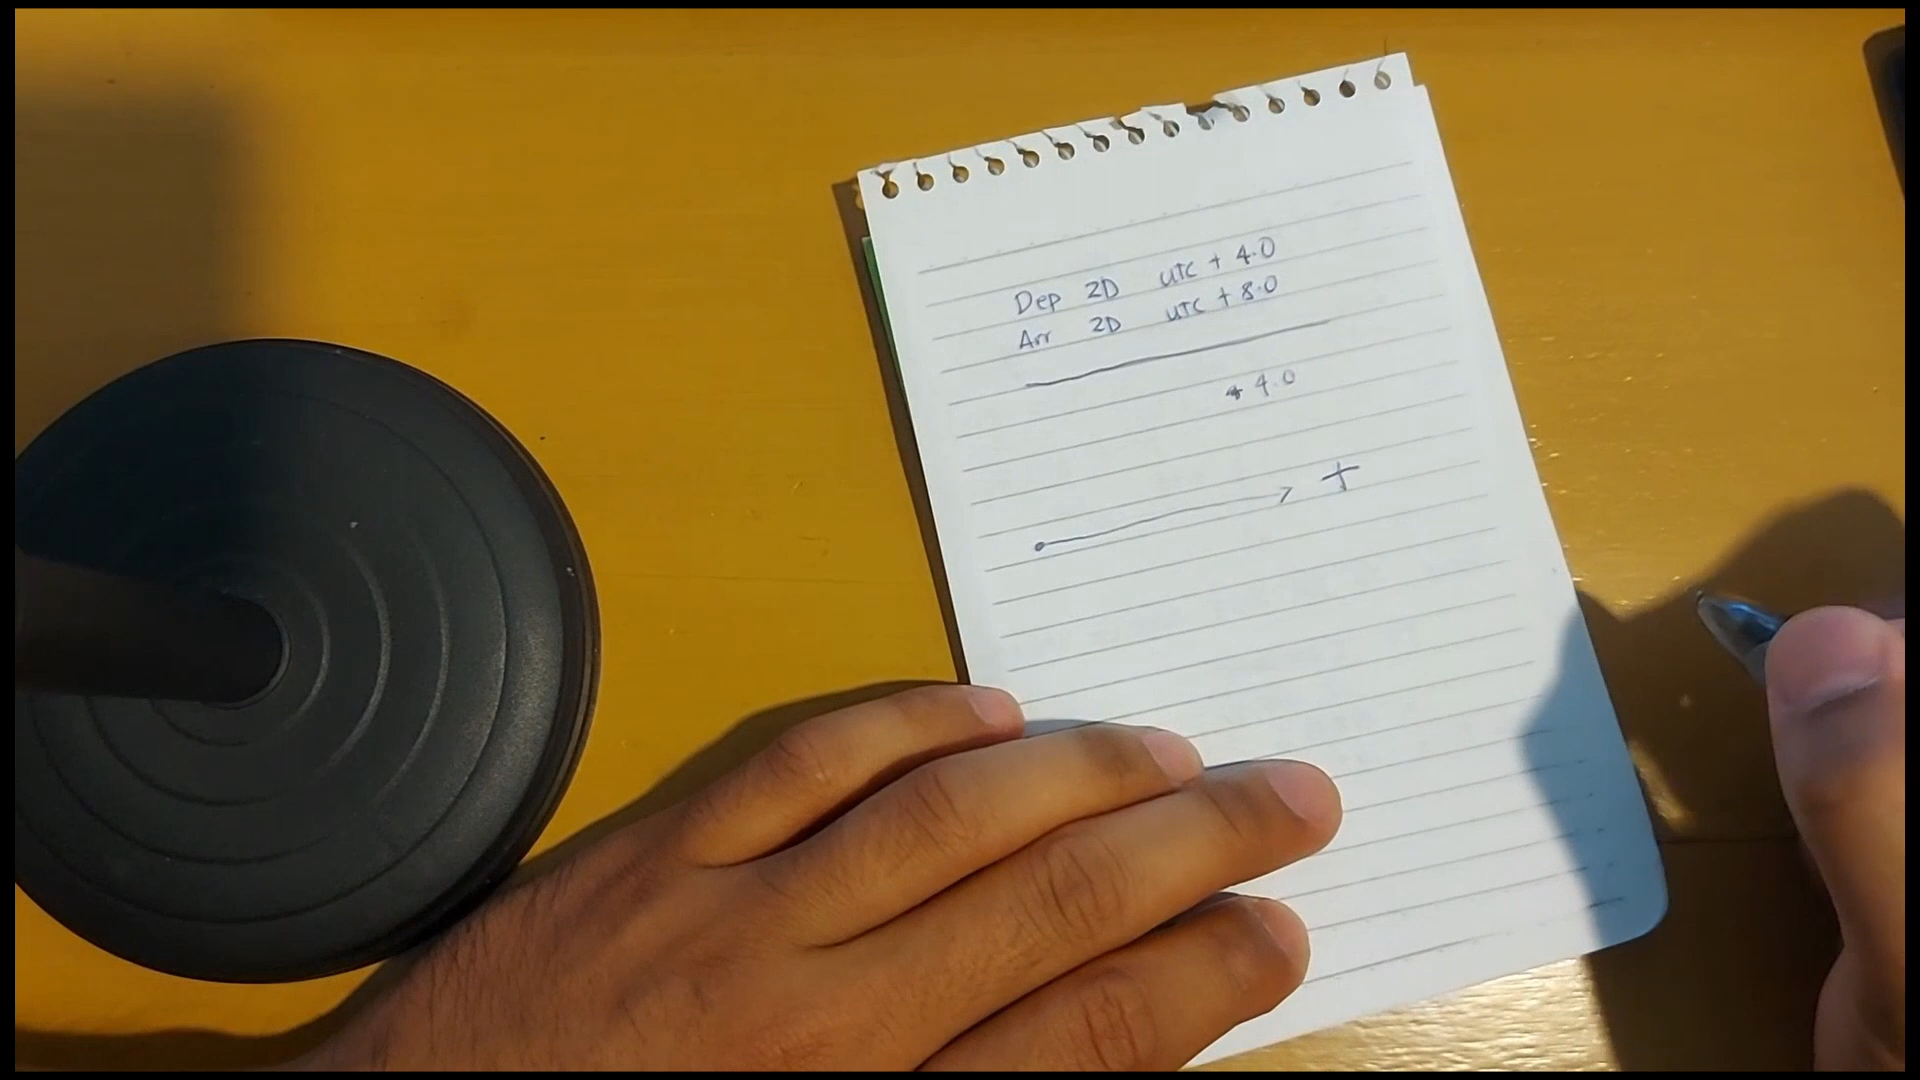 Dep 2D UTC + 4.0
Arr 2D UTC + 8.0
+ 4.0
+